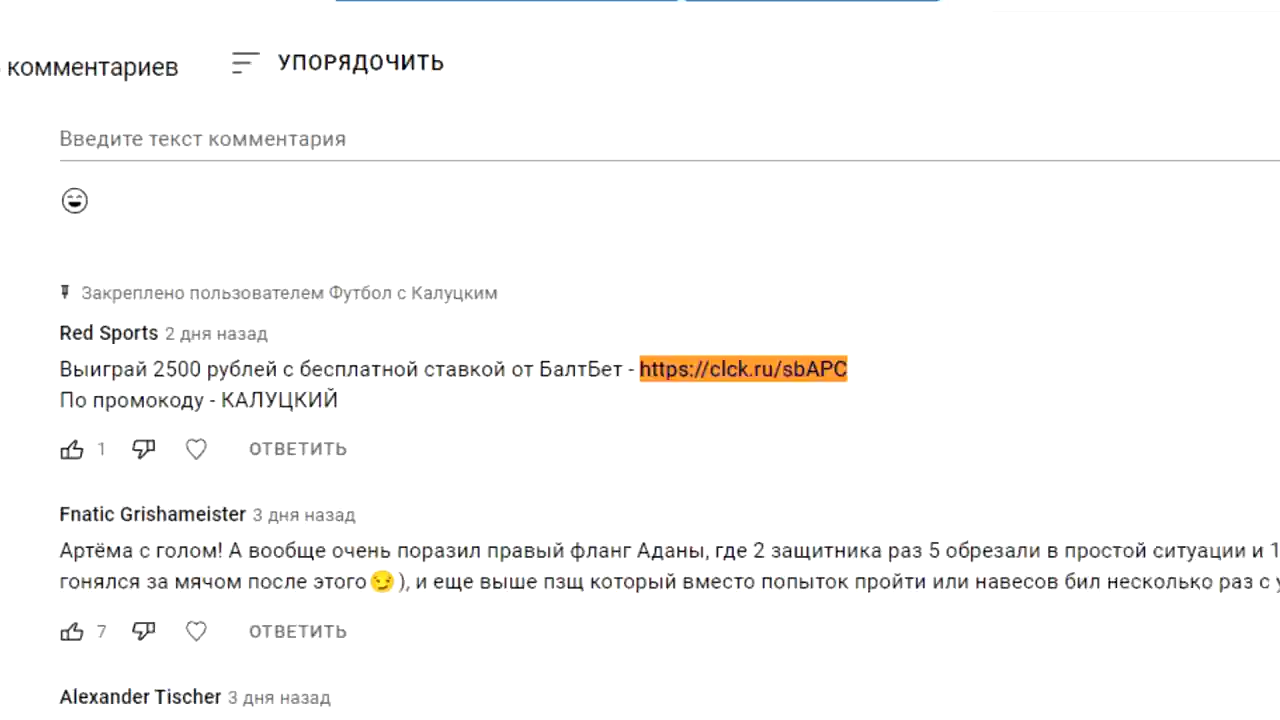 комментариев
УПОРЯДОЧИТЬ
Введите текст комментария
Закреплено пользователем Футбол с Калуцким
Red Sports 2 дня назад
Выиграй 2500 рублей с бесплатной ставкой от БалтБет - https://clck.ru/sbAPC
По промокоду - КАЛУЦКИЙ
1 ОТВЕТИТЬ
Fnatic Grishameister 3 дня назад
Артёма с голом! А вообще очень поразил правый фланг Аданы, где 2 защитника раз 5 обрезали в простой ситуации и 1
гонялся за мячом после этого😏), и еще выше пзщ который вместо попыток пройти или навесов бил несколько раз с
7 ОТВЕТИТЬ
Alexander Tischer 3 дня назад